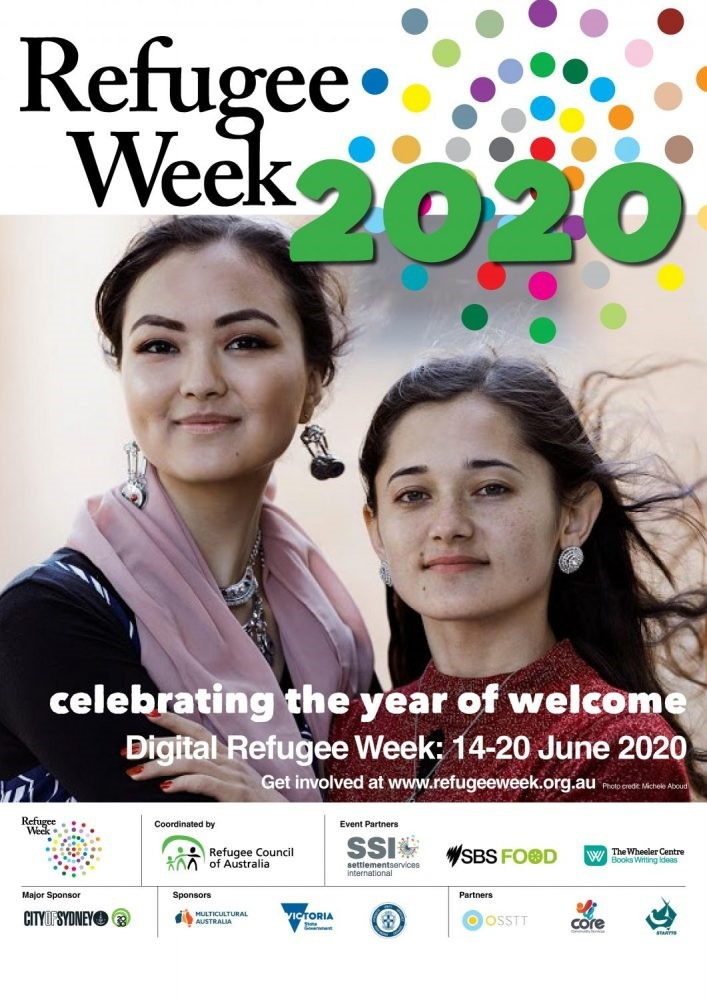 Refugee
Week
2020
celebrating the year of welcome
Digital Refugee Week: 14-20 June 2020
Get involved at www.refugeeweek.org.au Photo credit: Michele Aboud
Refugee
Week
Coordinated by
Refugee Council
of Australia
Event Partners
SSI
settlementservices
international
SBS FOOD
W
The Wheeler Centre
Books Writing Ideas
Major Sponsor
CITYOFSYDNEY
Sponsors
MULTICULTURAL
AUSTRALIA
VICTORIA
State
Government
Partners
OSSTT
core
STARTTS